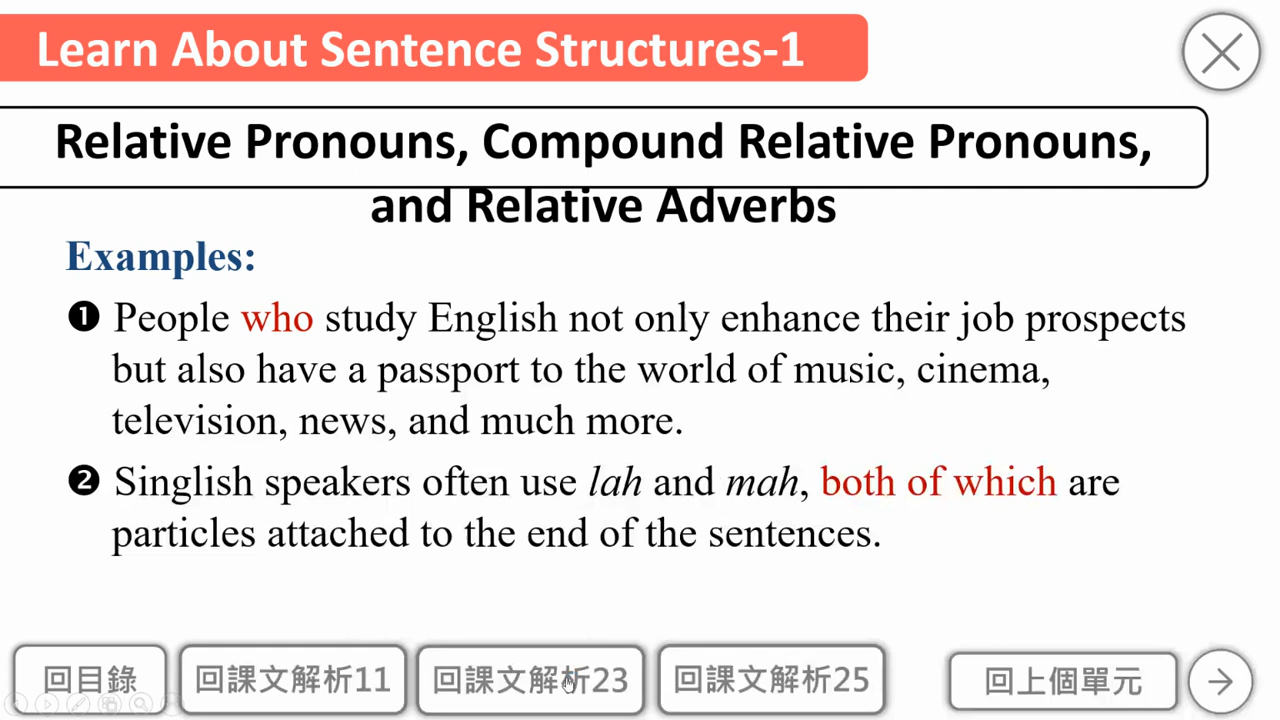 Learn About Sentence Structures-1
Relative Pronouns, Compound Relative Pronouns,
and Relative Adverbs
Examples:
❶ People who study English not only enhance their job prospects
but also have a passport to the world of music, cinema,
television, news, and much more.
❷ Singlish speakers often use lah and mah, both of which are
particles attached to the end of the sentences.
回目錄 回課文解析11 回課文解析23 回課文解析25 回上個單元